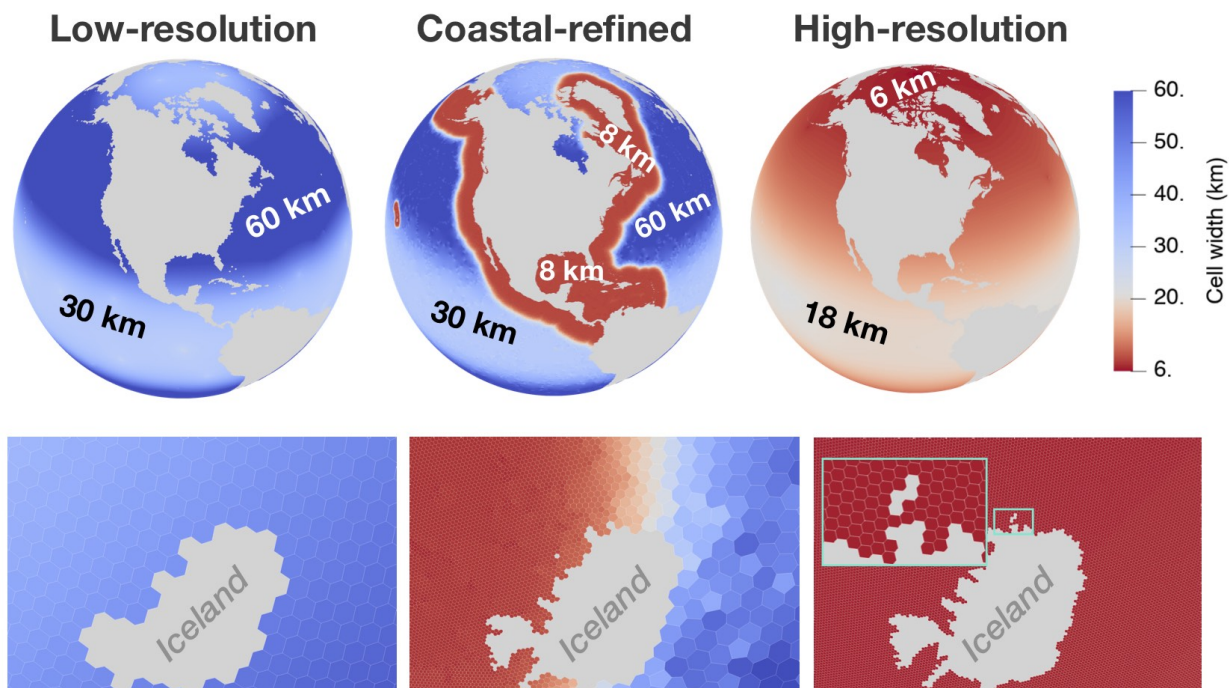 Low-resolution
Coastal-refined
High-resolution
60 km
30 km
8 km
60 km
8 km
30 km
6 km
18 km
60.
50.
40.
30.
20.
6.
Cell width (km)
Iceland
Iceland
Iceland